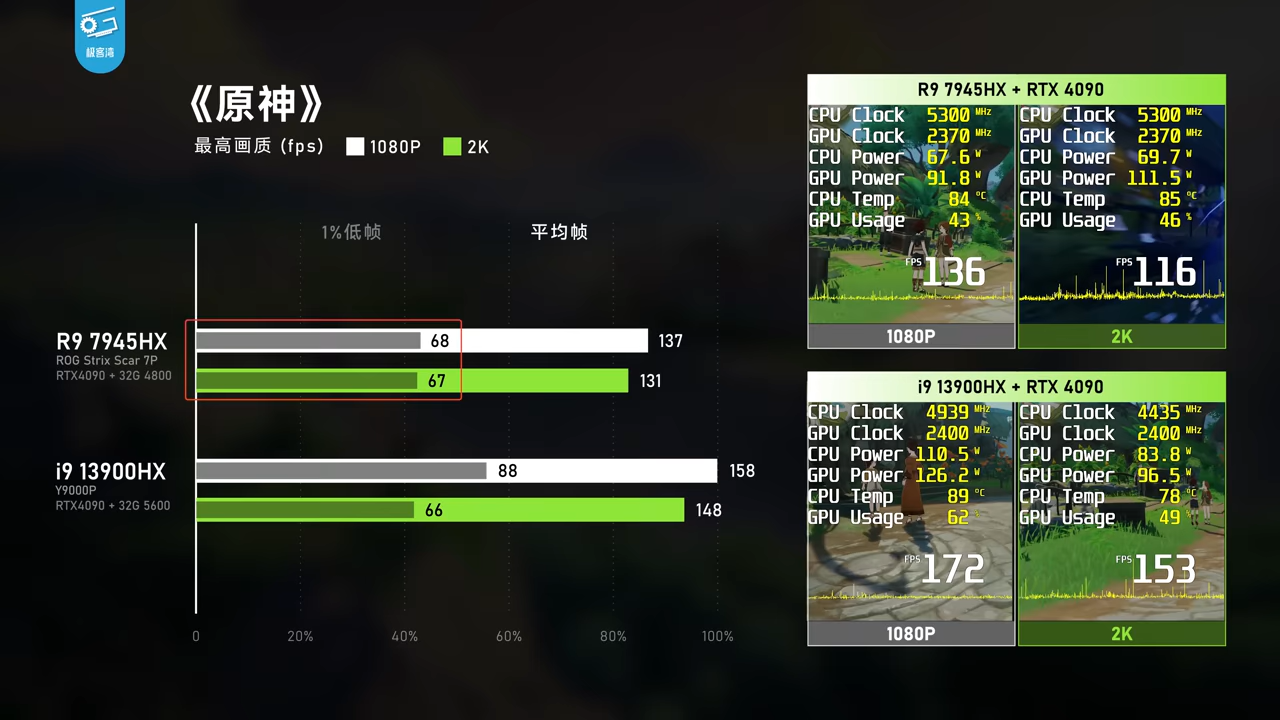 极客湾
《原神》
最高画质 (fps) 1080P 2K
1%低帧 平均帧
R9 7945HX
ROG Strix Scar 7P
RTX4090 + 32G 4800
68 137
67 131
i9 13900HX
Y9000P
RTX4090 + 32G 5600
88 158
66 148
0 20% 40% 60% 80% 100%
R9 7945HX + RTX 4090
CPU Clock 5300 MHz
GPU Clock 2370 MHz
CPU Power 67.6 W
GPU Power 91.8 W
CPU Temp 84 °C
GPU Usage 43 %
FPS 136
1080P
CPU Clock 5300 MHz
GPU Clock 2370 MHz
CPU Power 69.7 W
GPU Power 111.5 W
CPU Temp 85 °C
GPU Usage 46 %
FPS 116
2K
i9 13900HX + RTX 4090
CPU Clock 4939 MHz
GPU Clock 2400 MHz
CPU Power 110.5 W
GPU Power 126.2 W
CPU Temp 89 °C
GPU Usage 62 %
FPS 172
1080P
CPU Clock 4435 MHz
GPU Clock 2400 MHz
CPU Power 83.8 W
GPU Power 96.5 W
CPU Temp 78 °C
GPU Usage 49 %
FPS 153
2K